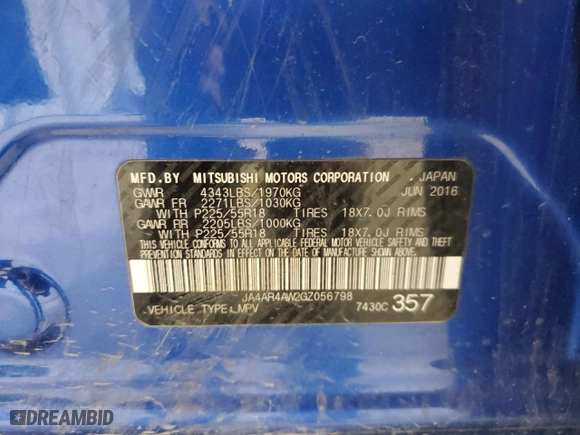 MFD.BY MITSUBISHI MOTORS CORPORATION . JAPAN
GVWR 4343LBS/1970KG JUN 2016
GAWR FR 2271LBS/1030KG
WITH P225/55R18 TIRES 18X7.0J RIMS
GAWR RR 2205LBS/1000KG
WITH P225/55R18 TIRES 18X7.0J RIMS
THIS VEHICLE CONFORMS TO ALL APPLICABLE FEDERAL MOTOR VEHICLE SAFETY AND
THEFT PREVENTION STANDARDS IN EFFECT ON THE DATE OF MANUFACTURE SHOWN ABOVE.
JA4AR4AW2GZ056798
.VEHICLE TYPE:.MPV 7430C 357
DREAMBID